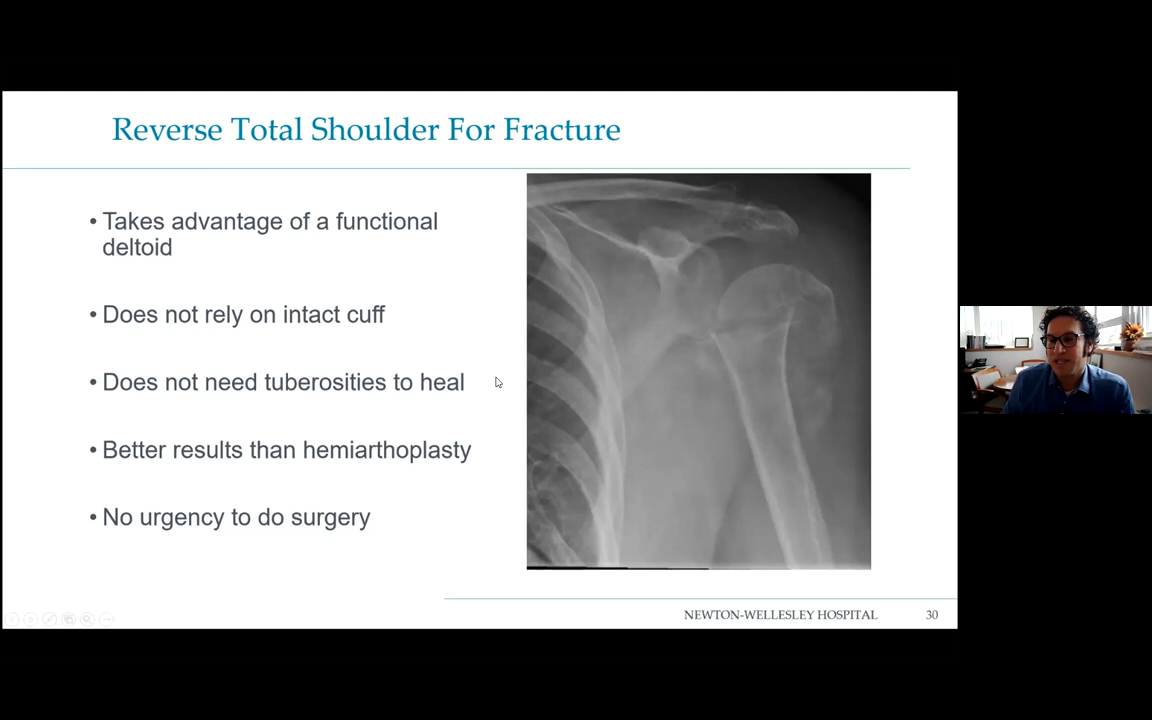 Reverse Total Shoulder For Fracture
• Takes advantage of a functional
deltoid
• Does not rely on intact cuff
• Does not need tuberosities to heal
• Better results than hemiarthoplasty
• No urgency to do surgery
NEWTON-WELLESLEY HOSPITAL 30